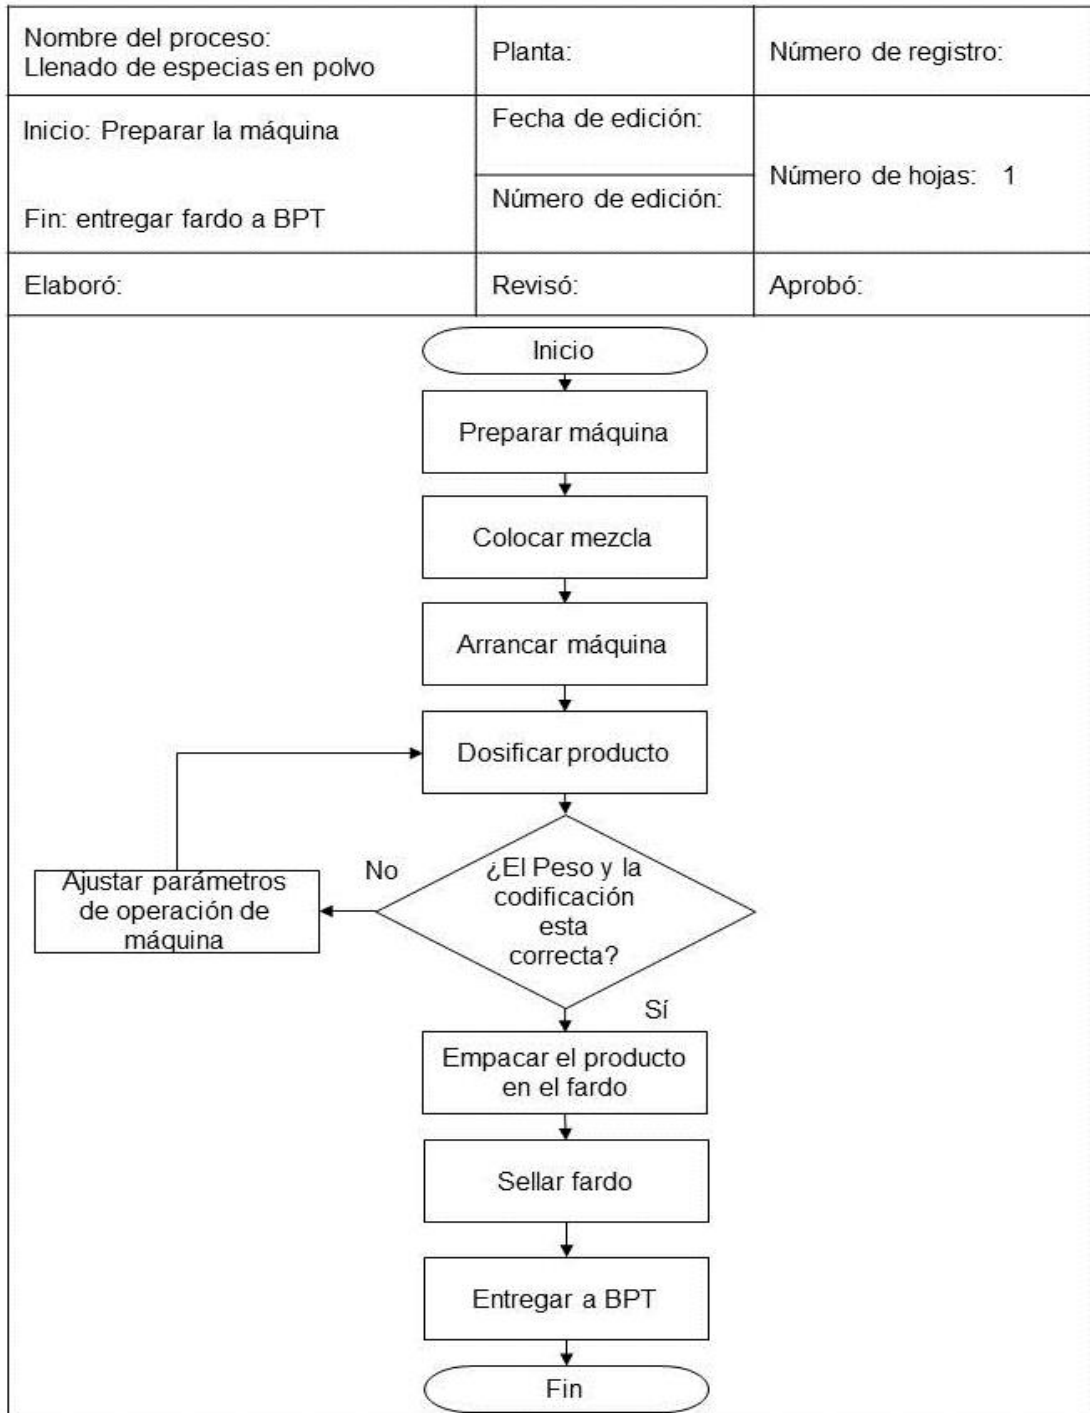 Nombre del proceso:
Llenado de especias en polvo
Planta:
Número de registro:
Inicio: Preparar la máquina
Fecha de edición:
Número de hojas: 1
Número de edición:
Fin: entregar fardo a BPT
Elaboró:
Revisó:
Aprobó:
Inicio
Preparar máquina
Colocar mezcla
Arrancar máquina
Dosificar producto
¿El Peso y la
codificación
esta
correcta?
No
Ajustar parámetros
de operación de
máquina
Sí
Empacar el producto
en el fardo
Sellar fardo
Entregar a BPT
Fin